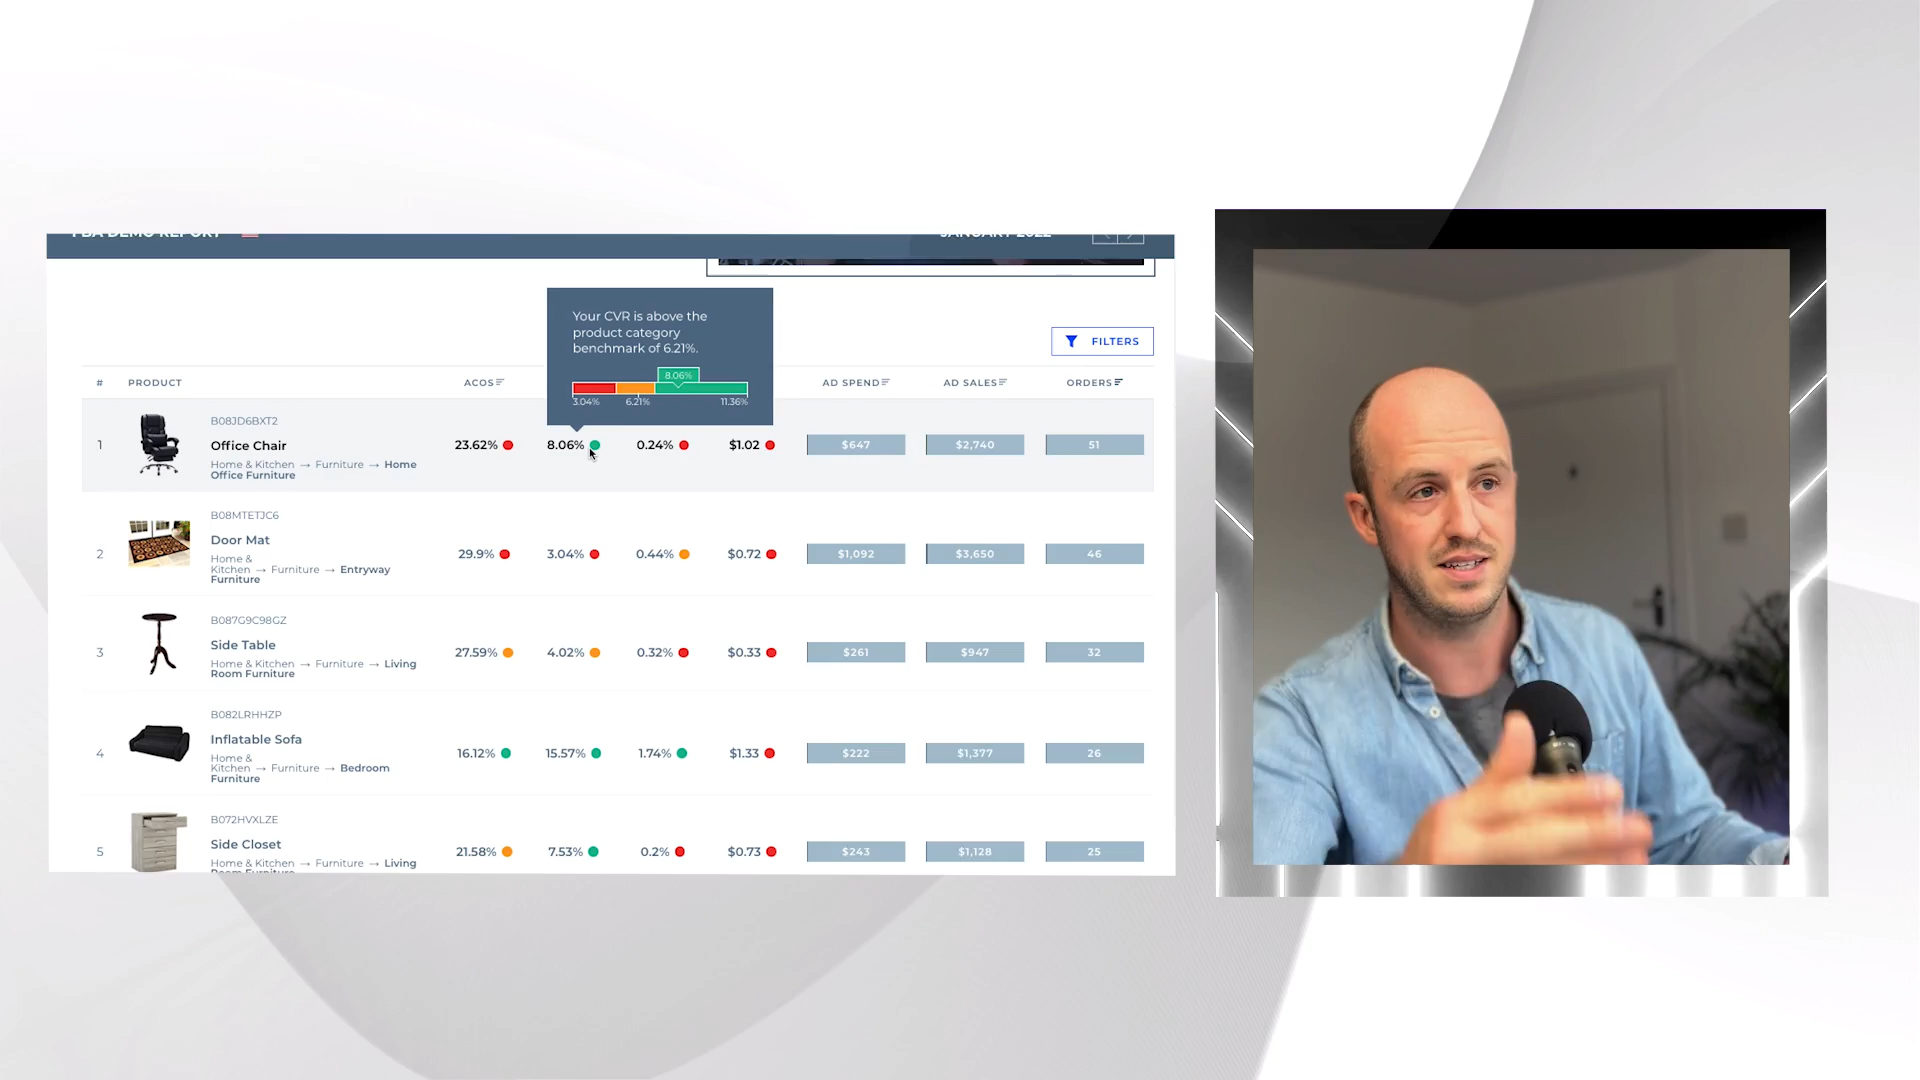 FBA DEMO REPORT
JANUARY 2022
Your CVR is above the
product category
benchmark of 6.21%.
8.06%
3.04% 6.21% 11.36%
FILTERS
# PRODUCT ACOS AD SPEND AD SALES ORDERS
B08JD6BXT2
1 Office Chair 23.62% 8.06% 0.24% $1.02 $647 $2,740 51
Home & Kitchen → Furniture → Home
Office Furniture
B08MTETJC6
Door Mat
2 29.9% 3.04% 0.44% $0.72 $1,092 $3,650 46
Home &
Kitchen → Furniture → Entryway
Furniture
B087G9C98GZ
Side Table
3 27.59% 4.02% 0.32% $0.33 $261 $947 32
Home & Kitchen → Furniture → Living
Room Furniture
B082LRHHZP
Inflatable Sofa
4 16.12% 15.57% 1.74% $1.33 $222 $1,377 26
Home &
Kitchen → Furniture → Bedroom
Furniture
B072HVXLZE
Side Closet
5 21.58% 7.53% 0.2% $0.73 $243 $1,128 25
Home & Kitchen → Furniture → Living
Room Furniture